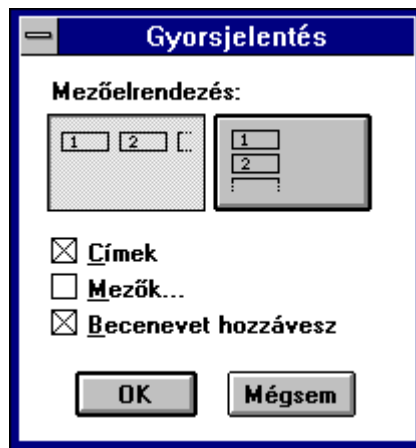 Gyorsjelentés
Mezőelrendezés:
1 2
1
2
Címek
Mezők...
Becenevet hozzávesz
OK Mégsem